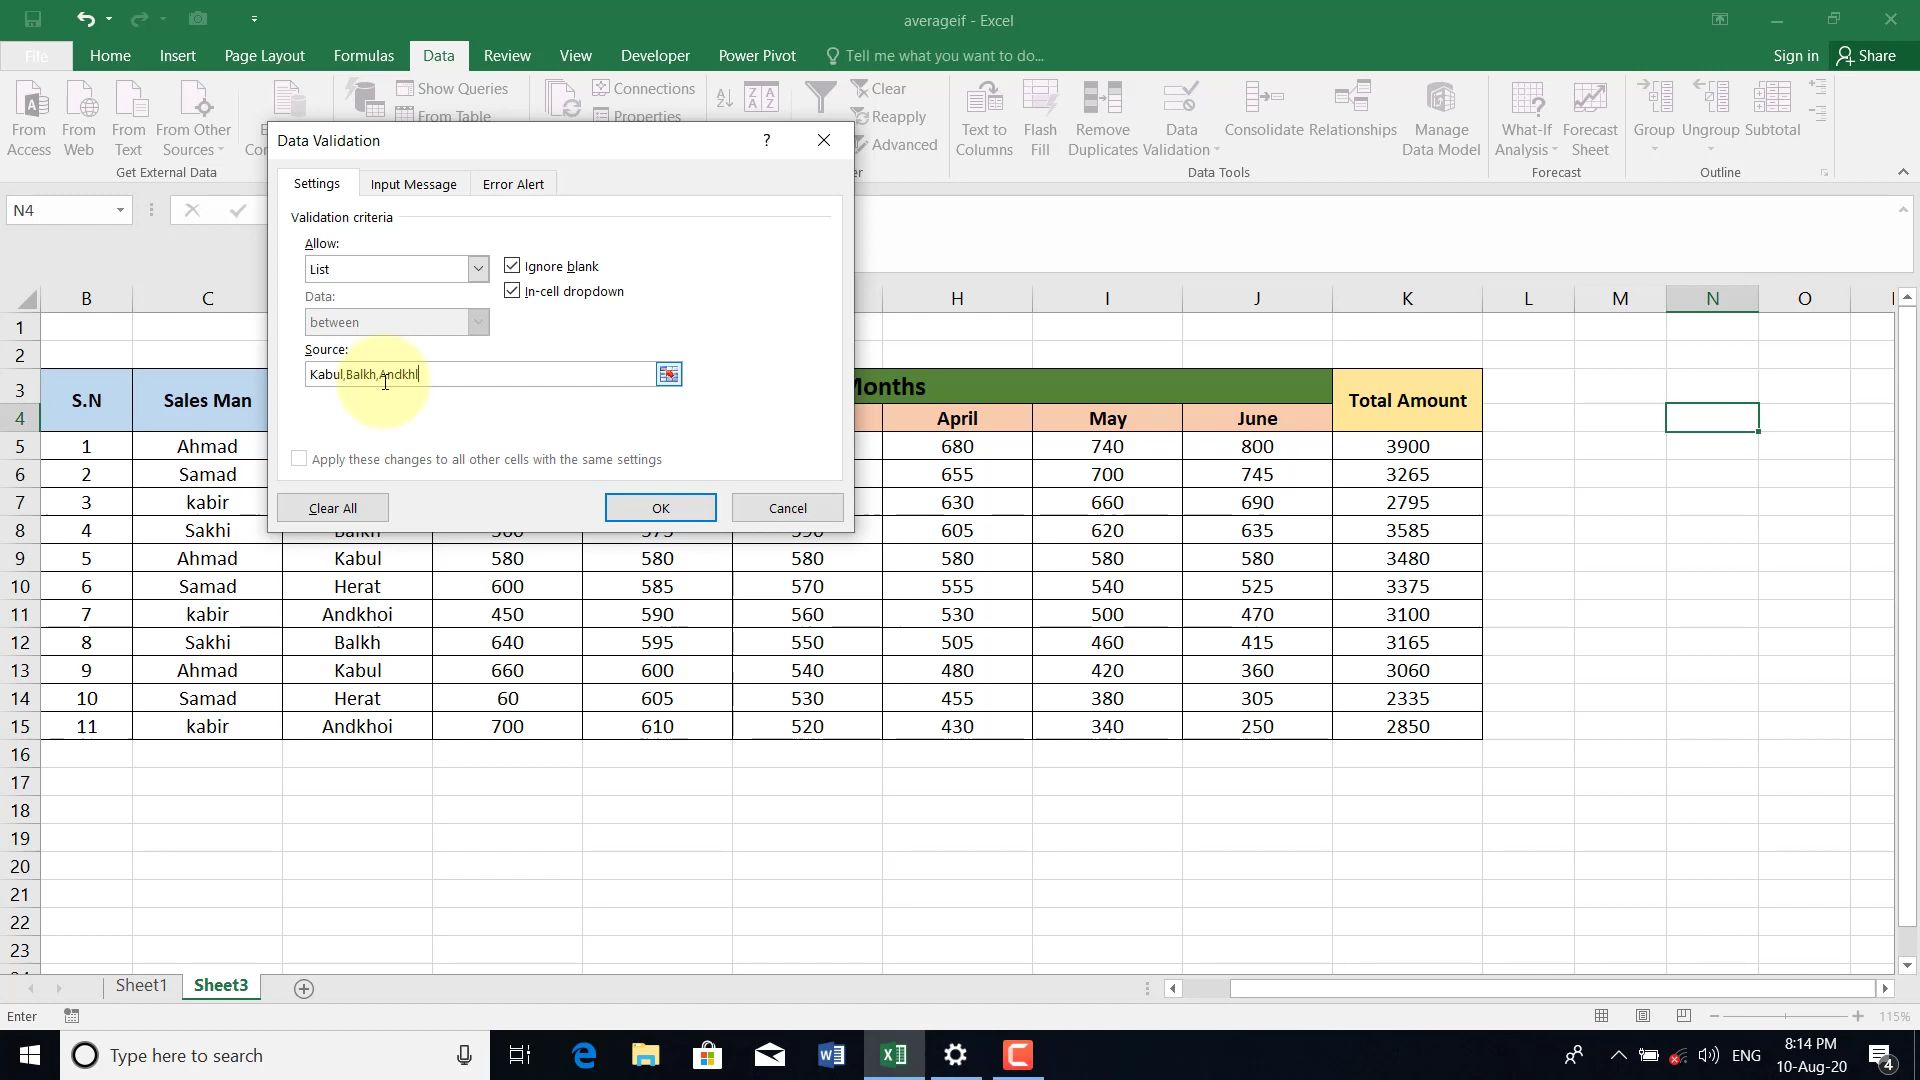 averageif - Excel
File Home Insert Page Layout Formulas Data Review View Developer Power Pivot Tell me what you want to do... Sign in Share
From Access
From Web
From Text
From Other Sources
Get External Data
Show Queries
From Table
Connections
Properties
Clear
Reapply
Advanced
Text to Columns
Flash Fill
Remove Duplicates
Data Validation
Consolidate
Relationships
Manage Data Model
Data Tools
What-If Analysis
Forecast Sheet
Forecast
Group
Ungroup
Subtotal
Outline
N4
Data Validation ?
Settings Input Message Error Alert
Validation criteria
Allow:
List
Ignore blank
In-cell dropdown
Data:
between
Source:
Kabul,Balkh,Andkhl
Apply these changes to all other cells with the same settings
Clear All OK Cancel
B C H I J K L M N O
1
2
3 S.N Sales Man Months Total Amount
4 April May June
5 1 Ahmad 680 740 800 3900
6 2 Samad 655 700 745 3265
7 3 kabir 630 660 690 2795
8 4 Sakhi Balkh 560 575 590 605 620 635 3585
9 5 Ahmad Kabul 580 580 580 580 580 580 3480
10 6 Samad Herat 600 585 570 555 540 525 3375
11 7 kabir Andkhoi 450 590 560 530 500 470 3100
12 8 Sakhi Balkh 640 595 550 505 460 415 3165
13 9 Ahmad Kabul 660 600 540 480 420 360 3060
14 10 Samad Herat 60 605 530 455 380 305 2335
15 11 kabir Andkhoi 700 610 520 430 340 250 2850
16
17
18
19
20
21
22
23
Sheet1 Sheet3
Enter 115%
Type here to search
ENG
8:14 PM
10-Aug-20
4